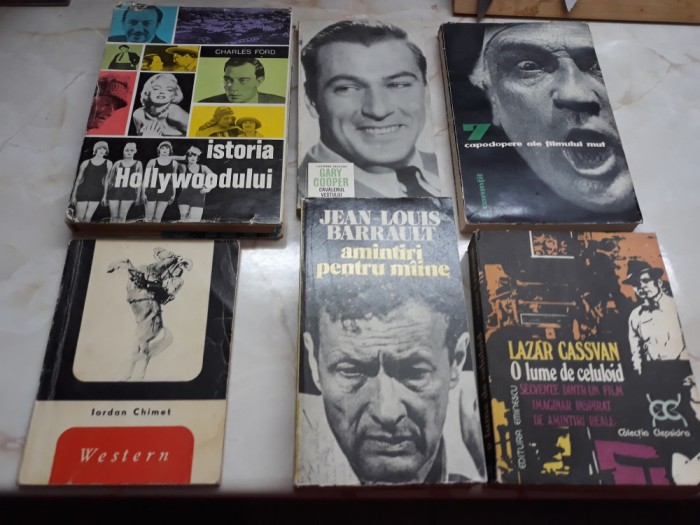 CHARLES FORD
istoria
Hollywoodului
GARY
COOPER
CAVALERUL
VESTULUI
7
capodopere ale filmului mut
JEAN-LOUIS
BARRAULT
amintiri
pentru mîine
Iordan Chimet
Western
LAZĂR CASSVAN
O lume de celuloid
SECVENȚE DINTR-UN FILM
IMAGINAR INSPIRAT
DE AMINTIRI REALE
EDITURA EMINESCU
Colecția Clepsidra